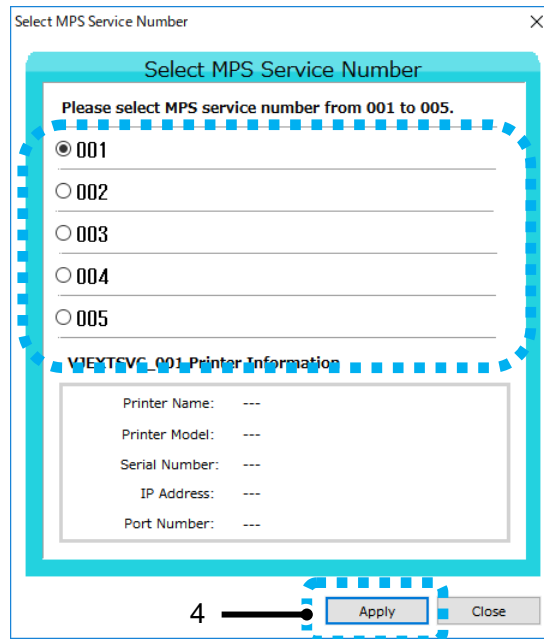 Select MPS Service Number
Select MPS Service Number
Please select MPS service number from 001 to 005.
001
002
003
004
005
VJEXTSVC_001 Printer Information
Printer Name: ---
Printer Model: ---
Serial Number: ---
IP Address: ---
Port Number: ---
4
Apply Close